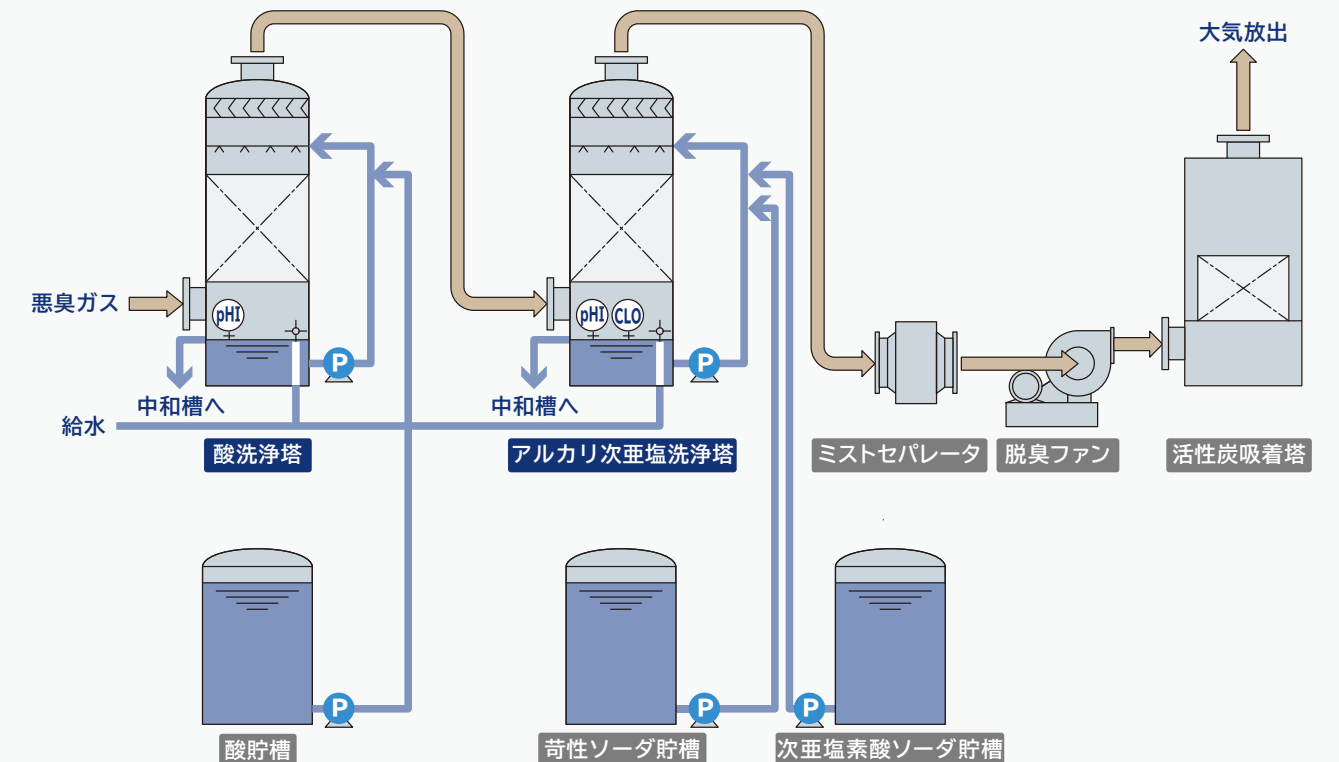 大気放出
悪臭ガス
pHI
pHI
CLO
P
P
中和槽へ
中和槽へ
給水
酸洗浄塔
アルカリ次亜塩洗浄塔
ミストセパレータ
脱臭ファン
活性炭吸着塔
P
P
P
酸貯槽
苛性ソーダ貯槽
次亜塩素酸ソーダ貯槽